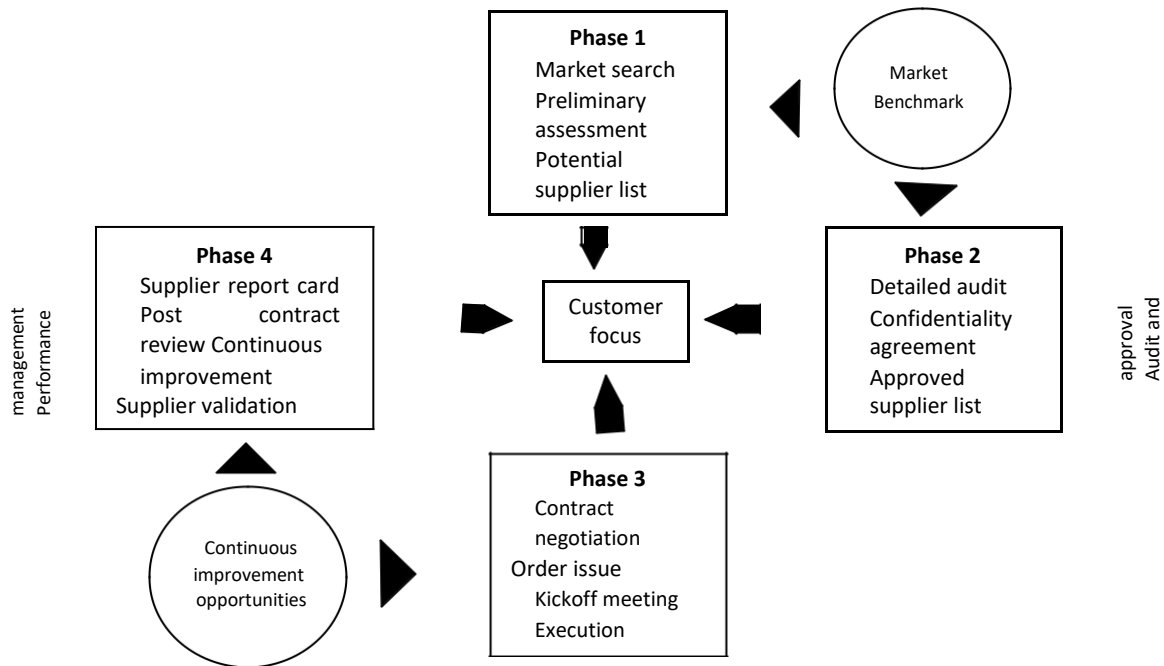 Phase 1
Market search
Preliminary
assessment
Potential
supplier list
Market
Benchmark
Phase 4
Supplier report card
Post contract
review Continuous
improvement
Supplier validation
Customer
focus
Phase 2
Detailed audit
Confidentiality
agreement
Approved
supplier list
management
Performance
approval
Audit and
Phase 3
Contract
negotiation
Order issue
Kickoff meeting
Execution
Continuous
improvement
opportunities